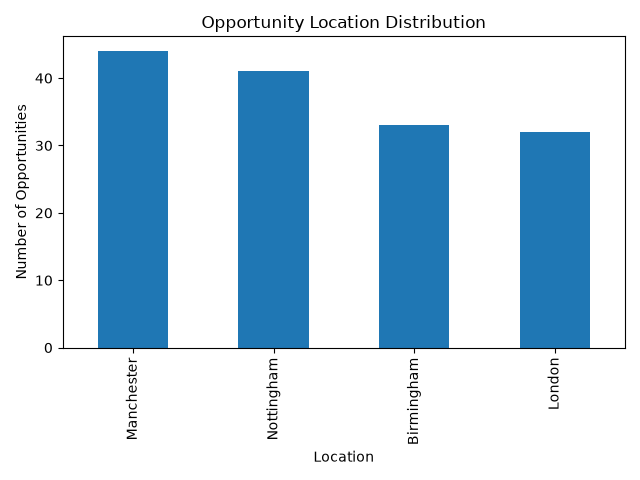 Opportunity Location Distribution
Number of Opportunities
40
30
20
10
0
Manchester
Nottingham
Birmingham
London
Location